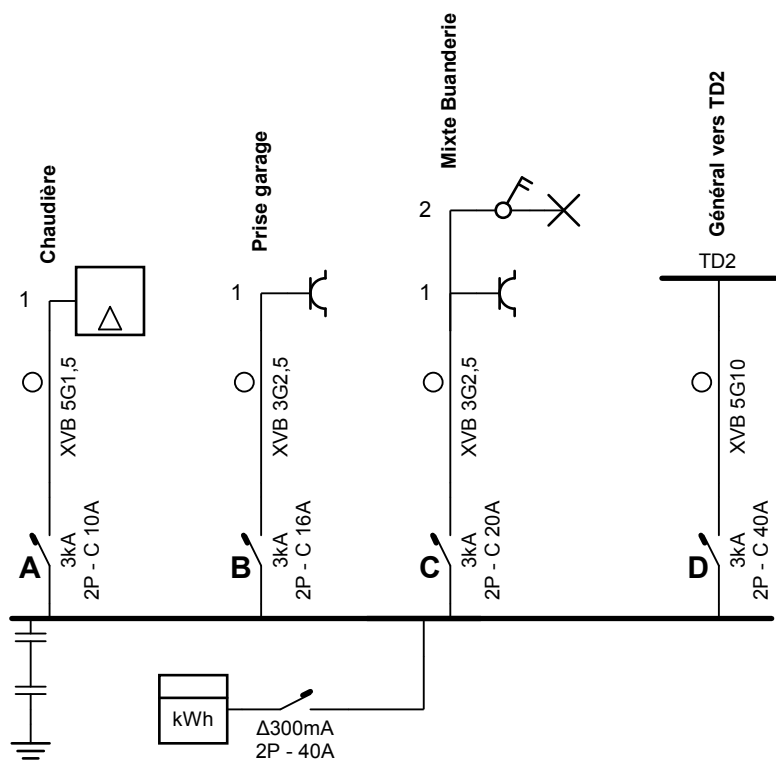 Chaudière
Prise garage
Mixte Buanderie
Général vers TD2
TD2
2
1
1
1
XVB 5G1,5
XVB 3G2,5
XVB 3G2,5
XVB 5G10
A
3kA
2P - C 10A
B
3kA
2P - C 16A
C
3kA
2P - C 20A
D
3kA
2P - C 40A
kWh
Δ300mA
2P - 40A